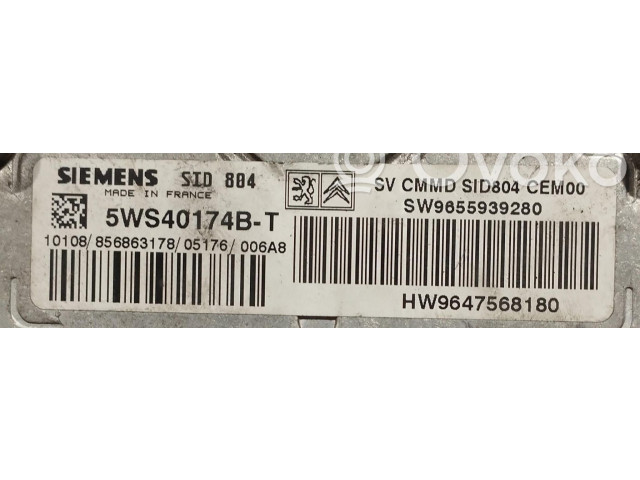 SIEMENS SID 804
MADE IN FRANCE
5WS40174B-T
10108/856863178/05176/006A8
SV CMMD SID804 CEM00
SW9655939280
HW9647568180
Ovoko